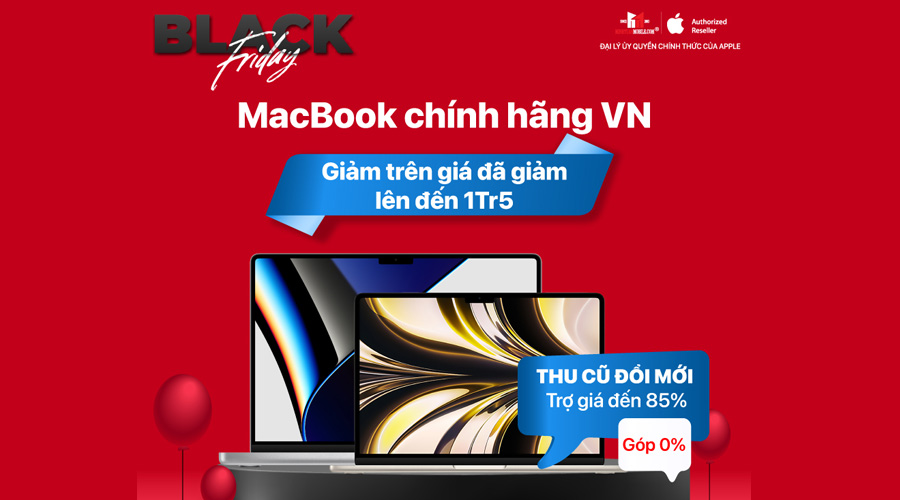 BLACK
Friday
Authorized
Reseller
ĐẠI LÝ ỦY QUYỀN CHÍNH THỨC CỦA APPLE
MacBook chính hãng VN
Giảm trên giá đã giảm
lên đến 1Tr5
THU CŨ ĐỔI MỚI
Trợ giá đến 85%
Góp 0%